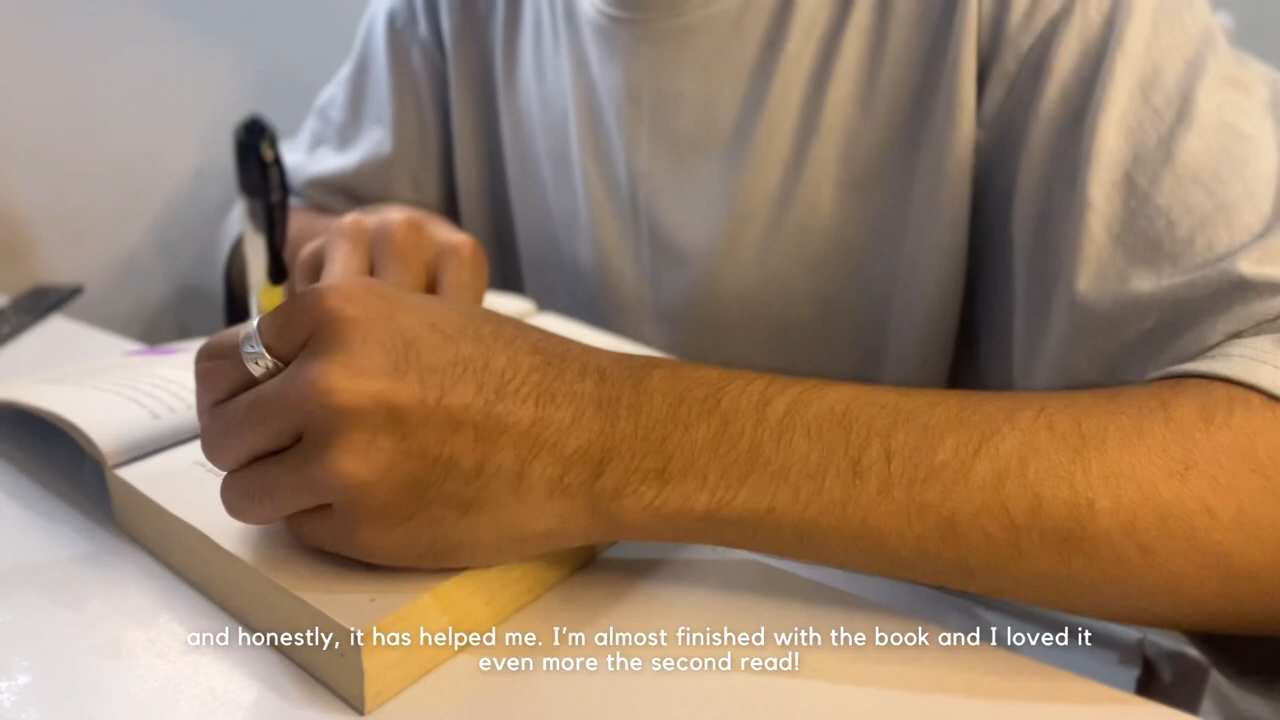 and honestly, it has helped me. I'm almost finished with the book and I loved it
even more the second read!